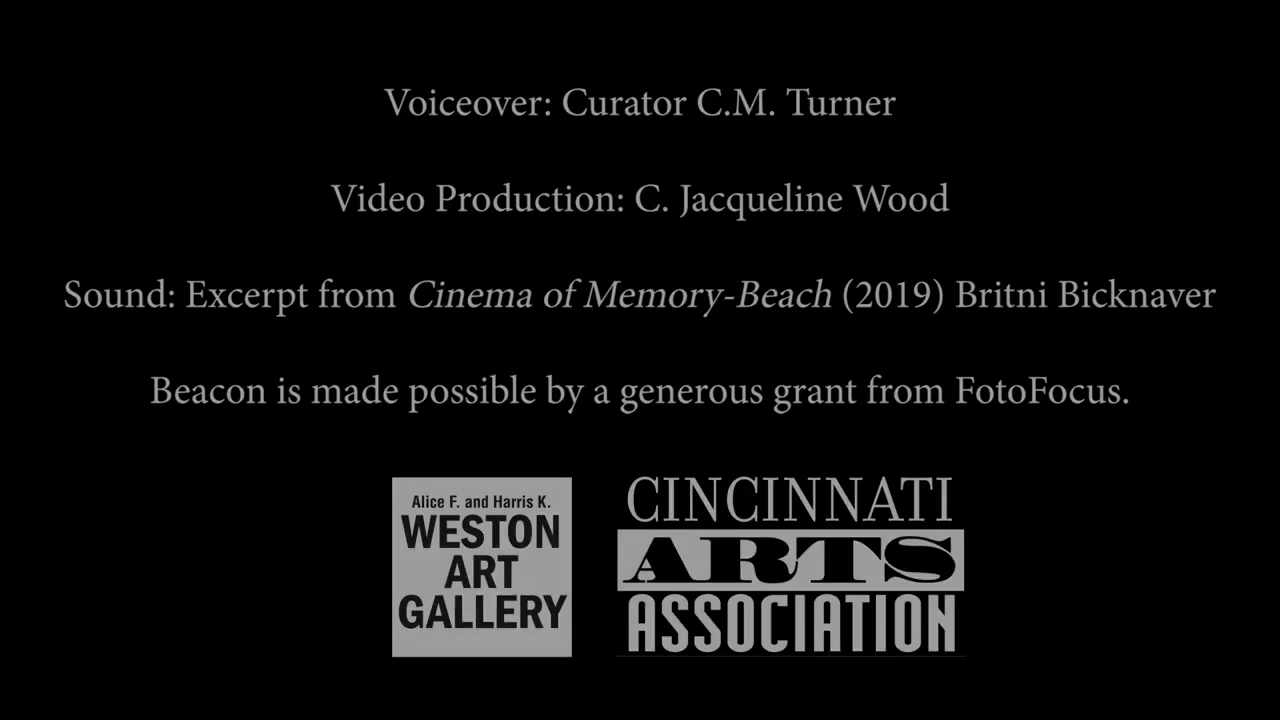 Voiceover: Curator C.M. Turner
Video Production: C. Jacqueline Wood
Sound: Excerpt from Cinema of Memory-Beach (2019) Britni Bicknaver
Beacon is made possible by a generous grant from FotoFocus.
Alice F. and Harris K.
WESTON
ART
GALLERY
CINCINNATI
ARTS
ASSOCIATION